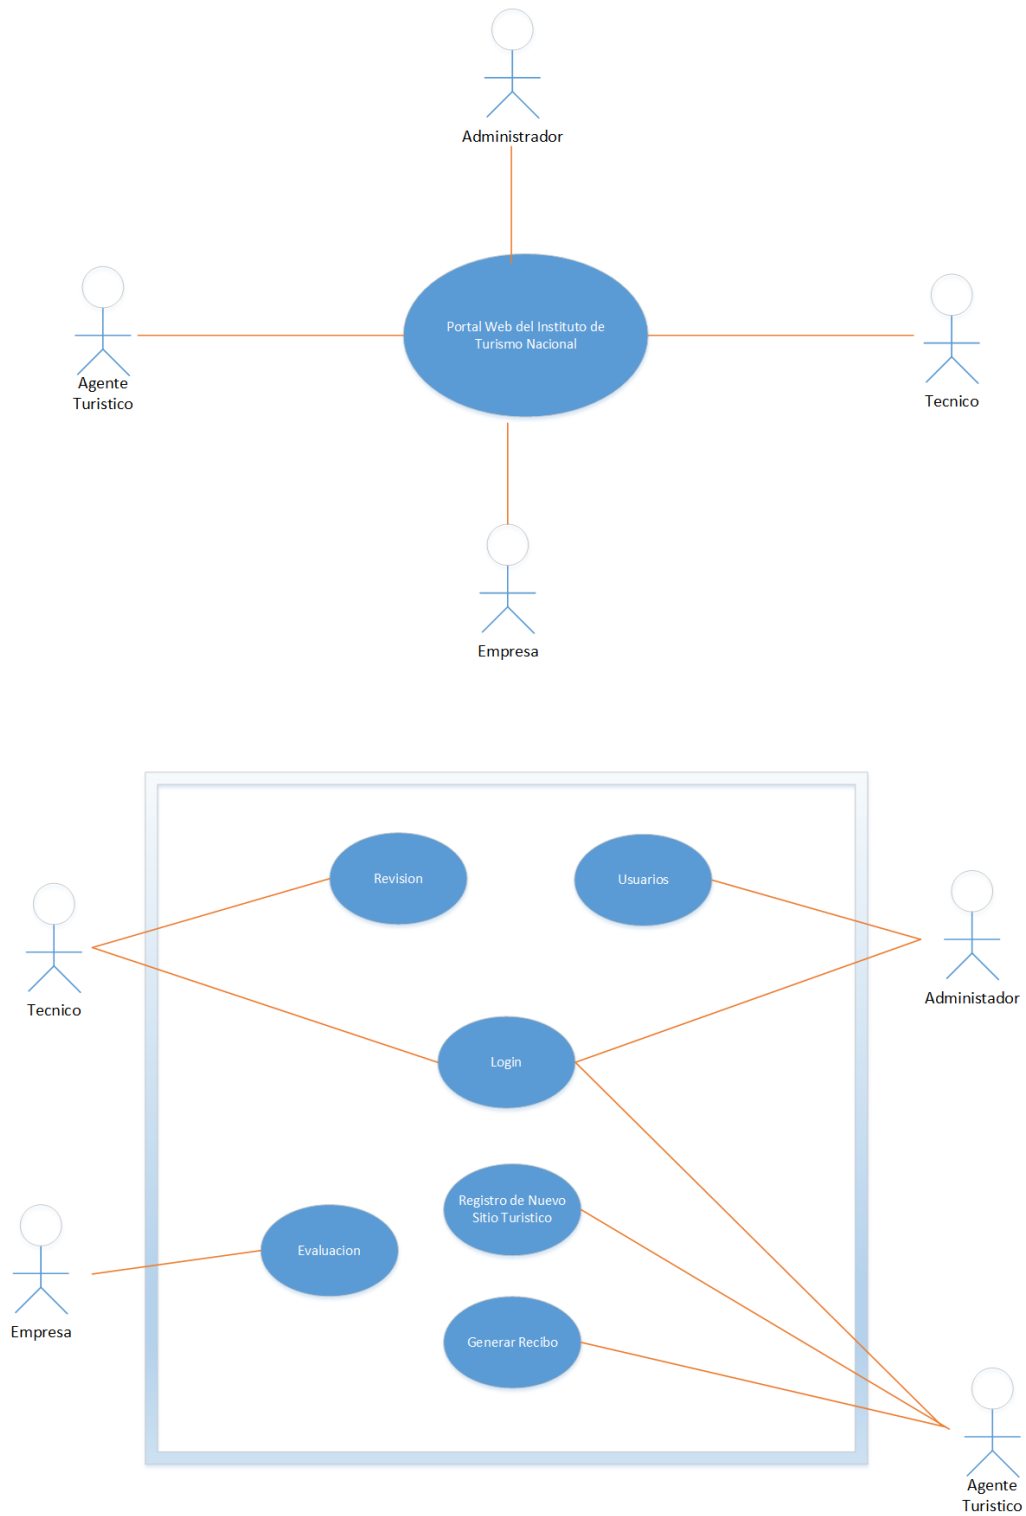 Administrador
Portal Web del Instituto de
Turismo Nacional
Agente
Turistico
Tecnico
Empresa
Revision
Usuarios
Tecnico
Administador
Login
Registro de Nuevo
Sitio Turistico
Evaluacion
Empresa
Generar Recibo
Agente
Turistico